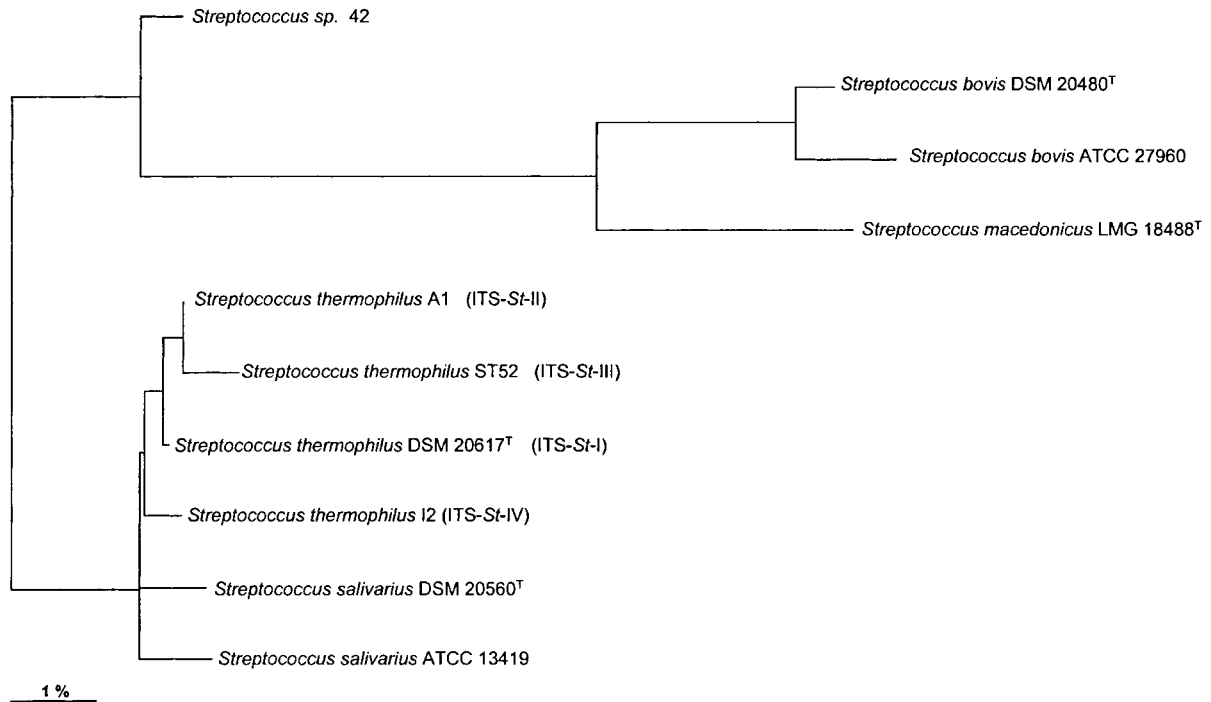 Streptococcus sp. 42
Streptococcus bovis DSM 20480ᵀ
Streptococcus bovis ATCC 27960
Streptococcus macedonicus LMG 18488ᵀ
Streptococcus thermophilus A1 (ITS-St-II)
Streptococcus thermophilus ST52 (ITS-St-III)
Streptococcus thermophilus DSM 20617ᵀ (ITS-St-I)
Streptococcus thermophilus I2 (ITS-St-IV)
Streptococcus salivarius DSM 20560ᵀ
Streptococcus salivarius ATCC 13419
1 %